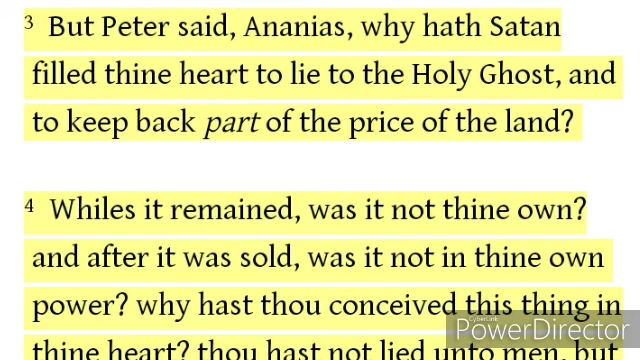 3 But Peter said, Ananias, why hath Satan
filled thine heart to lie to the Holy Ghost, and
to keep back part of the price of the land?
4 Whiles it remained, was it not thine own?
and after it was sold, was it not in thine own
power? why hast thou conceived this thing in
thine heart? thou hast not lied unto men, but
CyberLink
PowerDirector